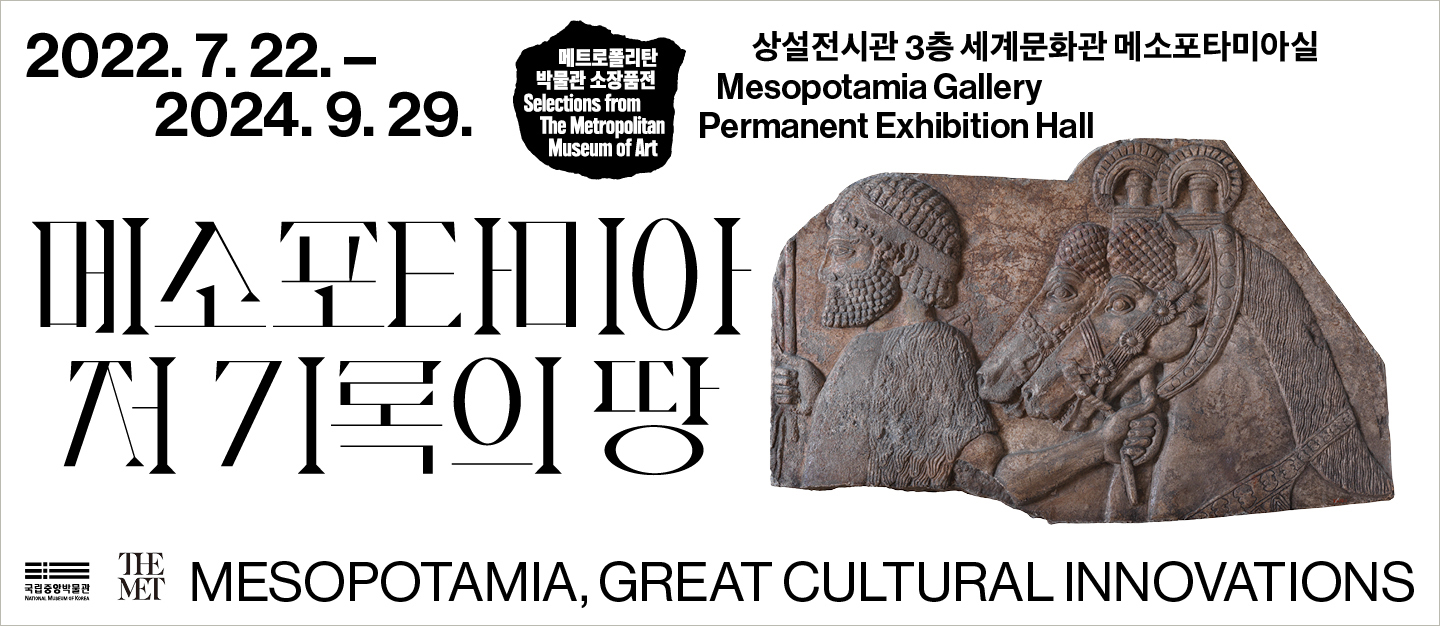 2022. 7. 22. –
2024. 9. 29.
메트로폴리탄
박물관 소장품전
Selections from
The Metropolitan
Museum of Art
상설전시관 3층 세계문화관 메소포타미아실
Mesopotamia Gallery
Permanent Exhibition Hall
메소포타미아
저 기록의 땅
국립중앙박물관
NATIONAL MUSEUM OF KOREA
THE
MET
MESOPOTAMIA, GREAT CULTURAL INNOVATIONS